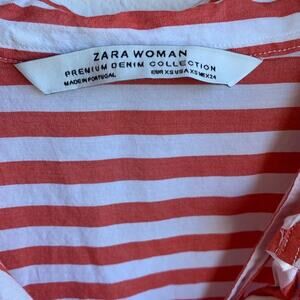 ZARA WOMAN
PREMIUM DENIM COLLECTION
MADE IN PORTUGAL EUR XS USA XS MEX 24